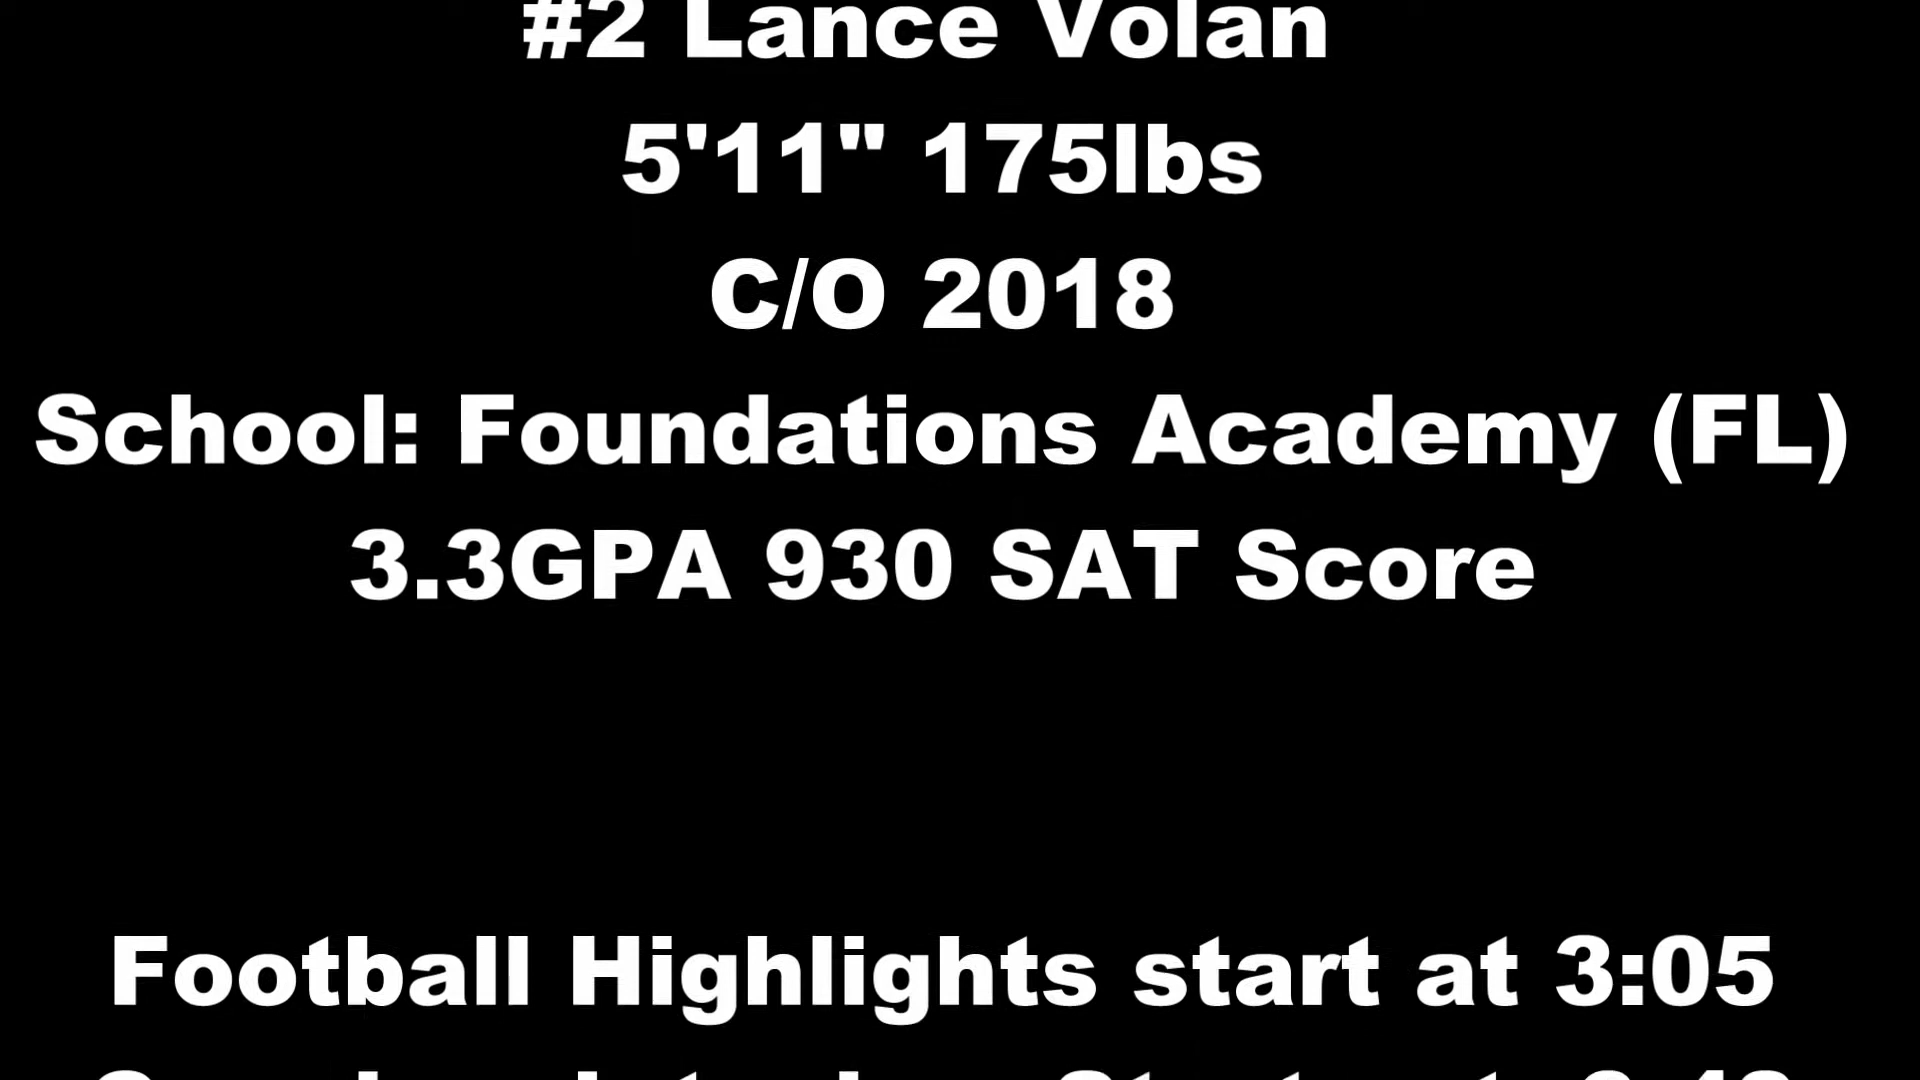 #2 Lance Volan
5'11" 175lbs
C/O 2018
School: Foundations Academy (FL)
3.3GPA 930 SAT Score
Football Highlights start at 3:05